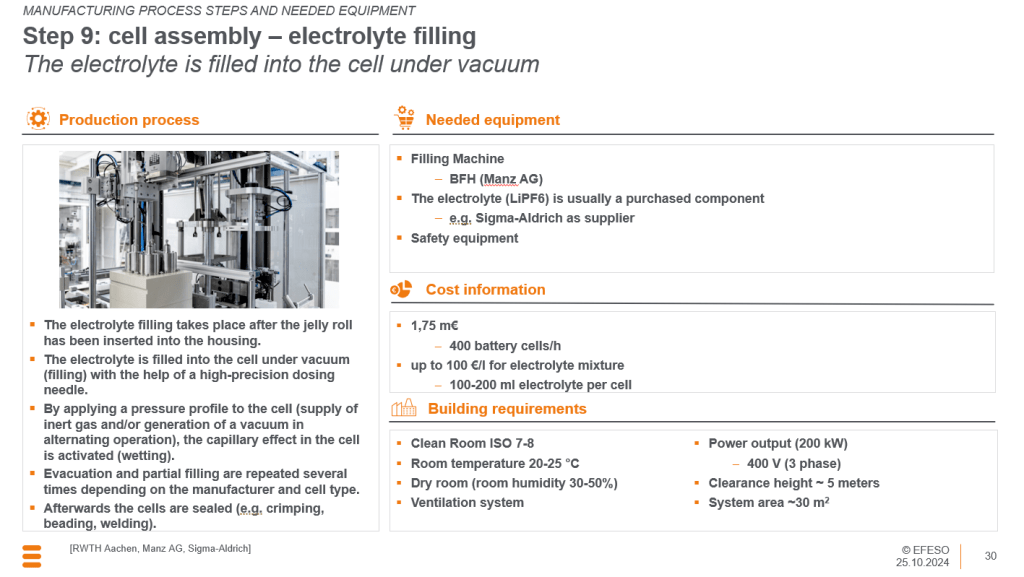 MANUFACTURING PROCESS STEPS AND NEEDED EQUIPMENT
Step 9: cell assembly – electrolyte filling
The electrolyte is filled into the cell under vacuum
Production process
The electrolyte filling takes place after the jelly roll
has been inserted into the housing.
The electrolyte is filled into the cell under vacuum
(filling) with the help of a high-precision dosing
needle.
By applying a pressure profile to the cell (supply of
inert gas and/or generation of a vacuum in
alternating operation), the capillary effect in the cell
is activated (wetting).
Evacuation and partial filling are repeated several
times depending on the manufacturer and cell type.
Afterwards the cells are sealed (e.g. crimping,
beading, welding).
Needed equipment
Filling Machine
– BFH (Manz AG)
The electrolyte (LiPF6) is usually a purchased component
– e.g. Sigma-Aldrich as supplier
Safety equipment
Cost information
1,75 m€
– 400 battery cells/h
up to 100 €/l for electrolyte mixture
– 100-200 ml electrolyte per cell
Building requirements
Clean Room ISO 7-8
Room temperature 20-25 °C
Dry room (room humidity 30-50%)
Ventilation system
Power output (200 kW)
– 400 V (3 phase)
Clearance height ~ 5 meters
System area ~30 m²
[RWTH Aachen, Manz AG, Sigma-Aldrich]
© EFESO
25.10.2024
30